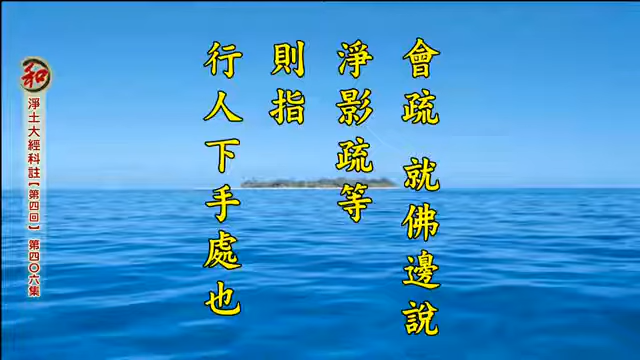 會疏 就佛邊說
淨影疏等
則指
行人下手處也
和
淨土大經科註【第四回】 第四〇六集